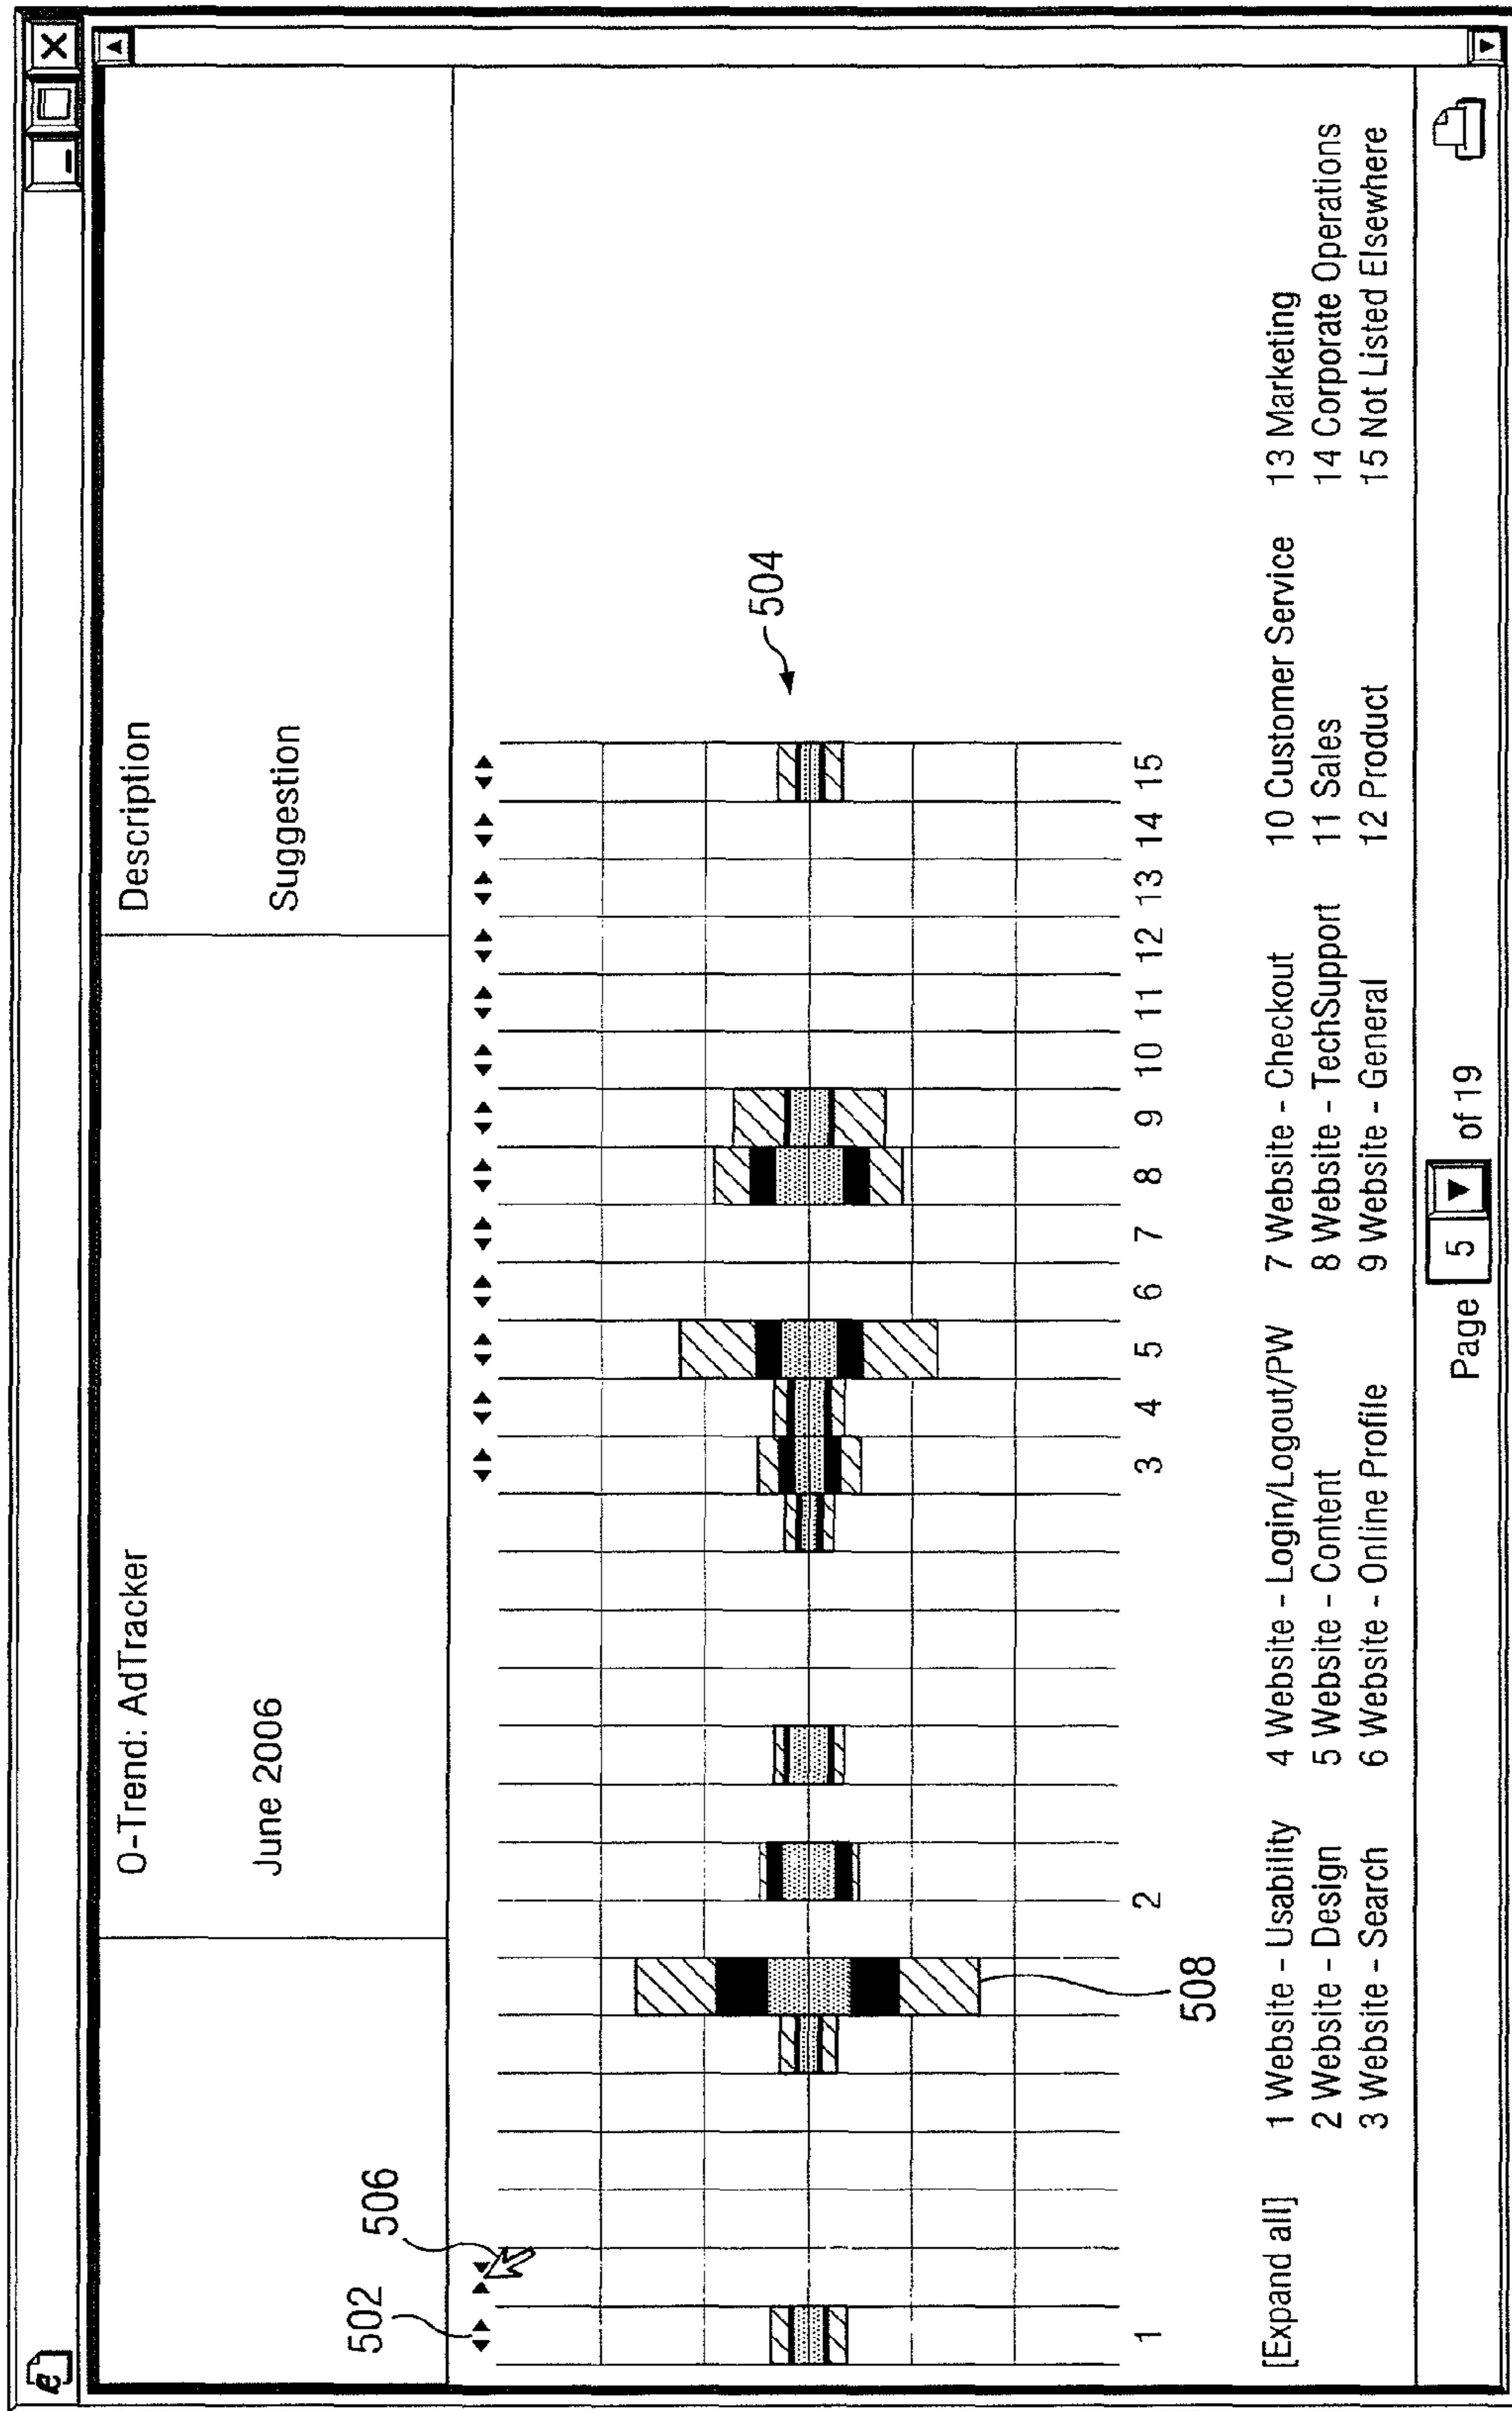 O-Trend: AdTracker
June 2006
Description
Suggestion
502
506
504
1 2 3 4 5 6 7 8 9 10 11 12 13 14 15
508
[Expand all]
1 Website - Usability
2 Website - Design
3 Website - Search
4 Website - Login/Logout/PW
5 Website - Content
6 Website - Online Profile
7 Website - Checkout
8 Website - TechSupport
9 Website - General
10 Customer Service
11 Sales
12 Product
13 Marketing
14 Corporate Operations
15 Not Listed Elsewhere
Page 5 of 19